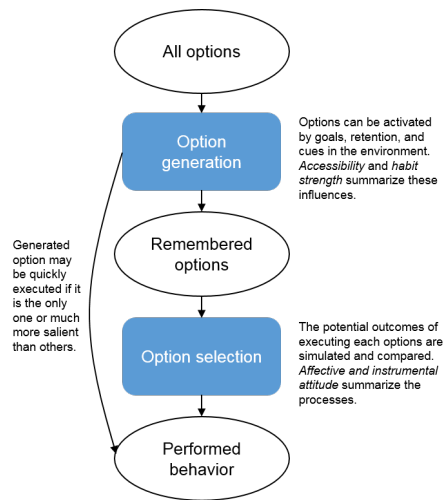 All options
Option
generation
Options can be activated
by goals, retention, and
cues in the environment.
Accessibility and habit
strength summarize these
influences.
Remembered
options
Generated
option may
be quickly
executed if it
is the only
one or much
more salient
than others.
Option selection
The potential outcomes of
executing each options are
simulated and compared.
Affective and instrumental
attitude summarize the
processes.
Performed
behavior